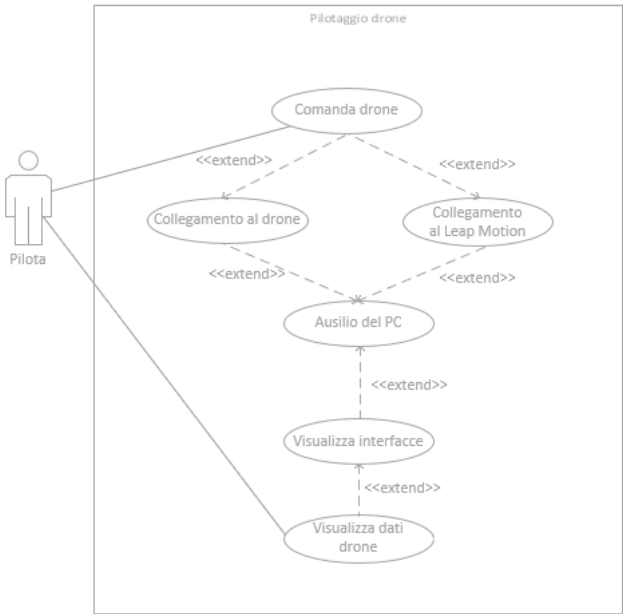 Pilotaggio drone
Comanda drone
<<extend>>
<<extend>>
Collegamento al drone
Collegamento
al Leap Motion
Pilota
<<extend>>
<<extend>>
Ausilio del PC
<<extend>>
Visualizza interfacce
<<extend>>
Visualizza dati
drone